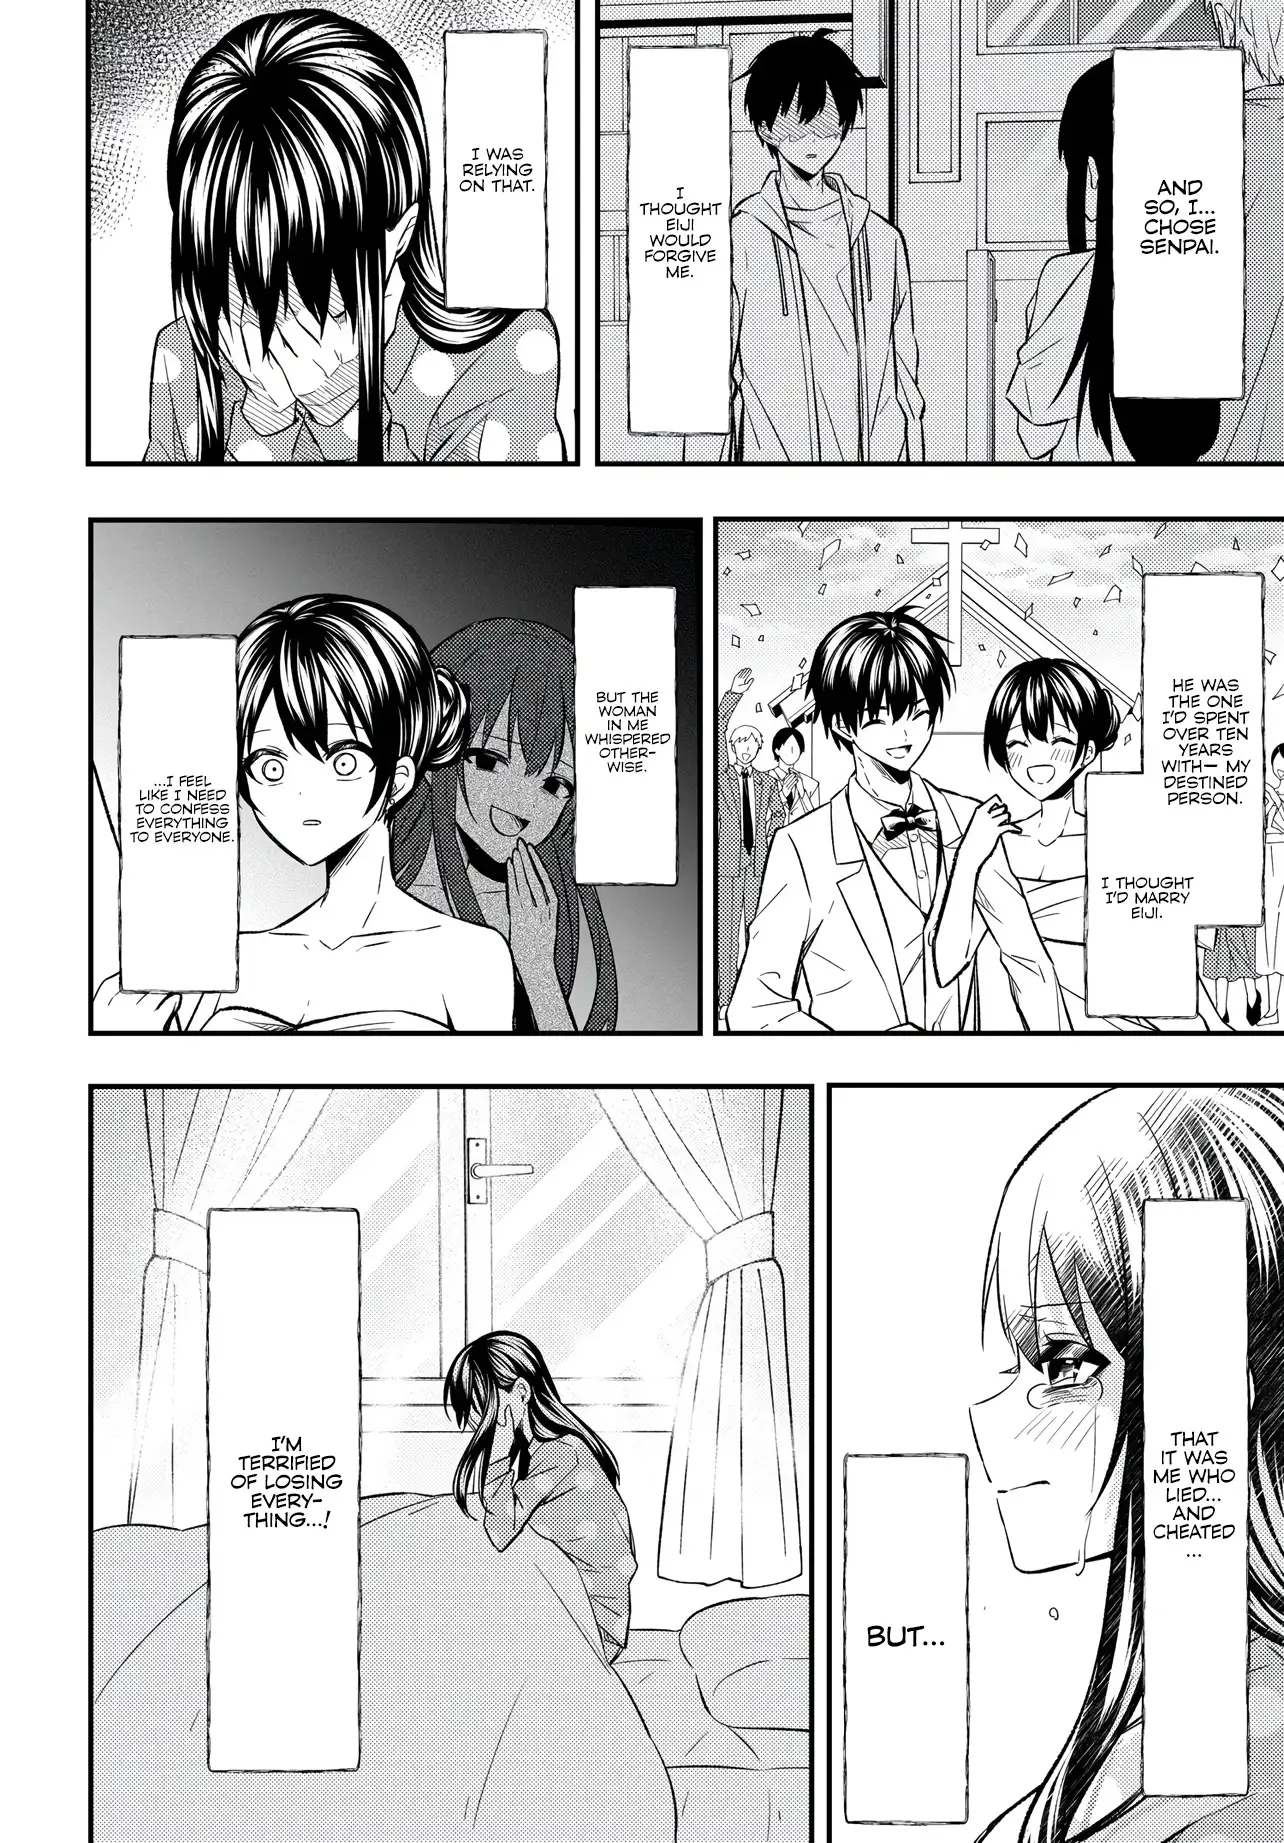 AND
SO, I...
CHOSE
SENPAI.
I
THOUGHT
EIJI
WOULD
FORGIVE
ME.
I WAS
RELYING
ON THAT.
HE WAS
THE ONE
I'D SPENT
OVER TEN
YEARS
WITH— MY
DESTINED
PERSON.
I THOUGHT
I'D MARRY
EIJI.
BUT THE
WOMAN
IN ME
WHISPERED
OTHER-
WISE.
...I FEEL
LIKE I NEED
TO CONFESS
EVERYTHING
TO EVERYONE.
THAT
IT WAS
ME WHO
LIED...
AND
CHEATED
...
BUT...
I'M
TERRIFIED
OF LOSING
EVERY-
THING...!